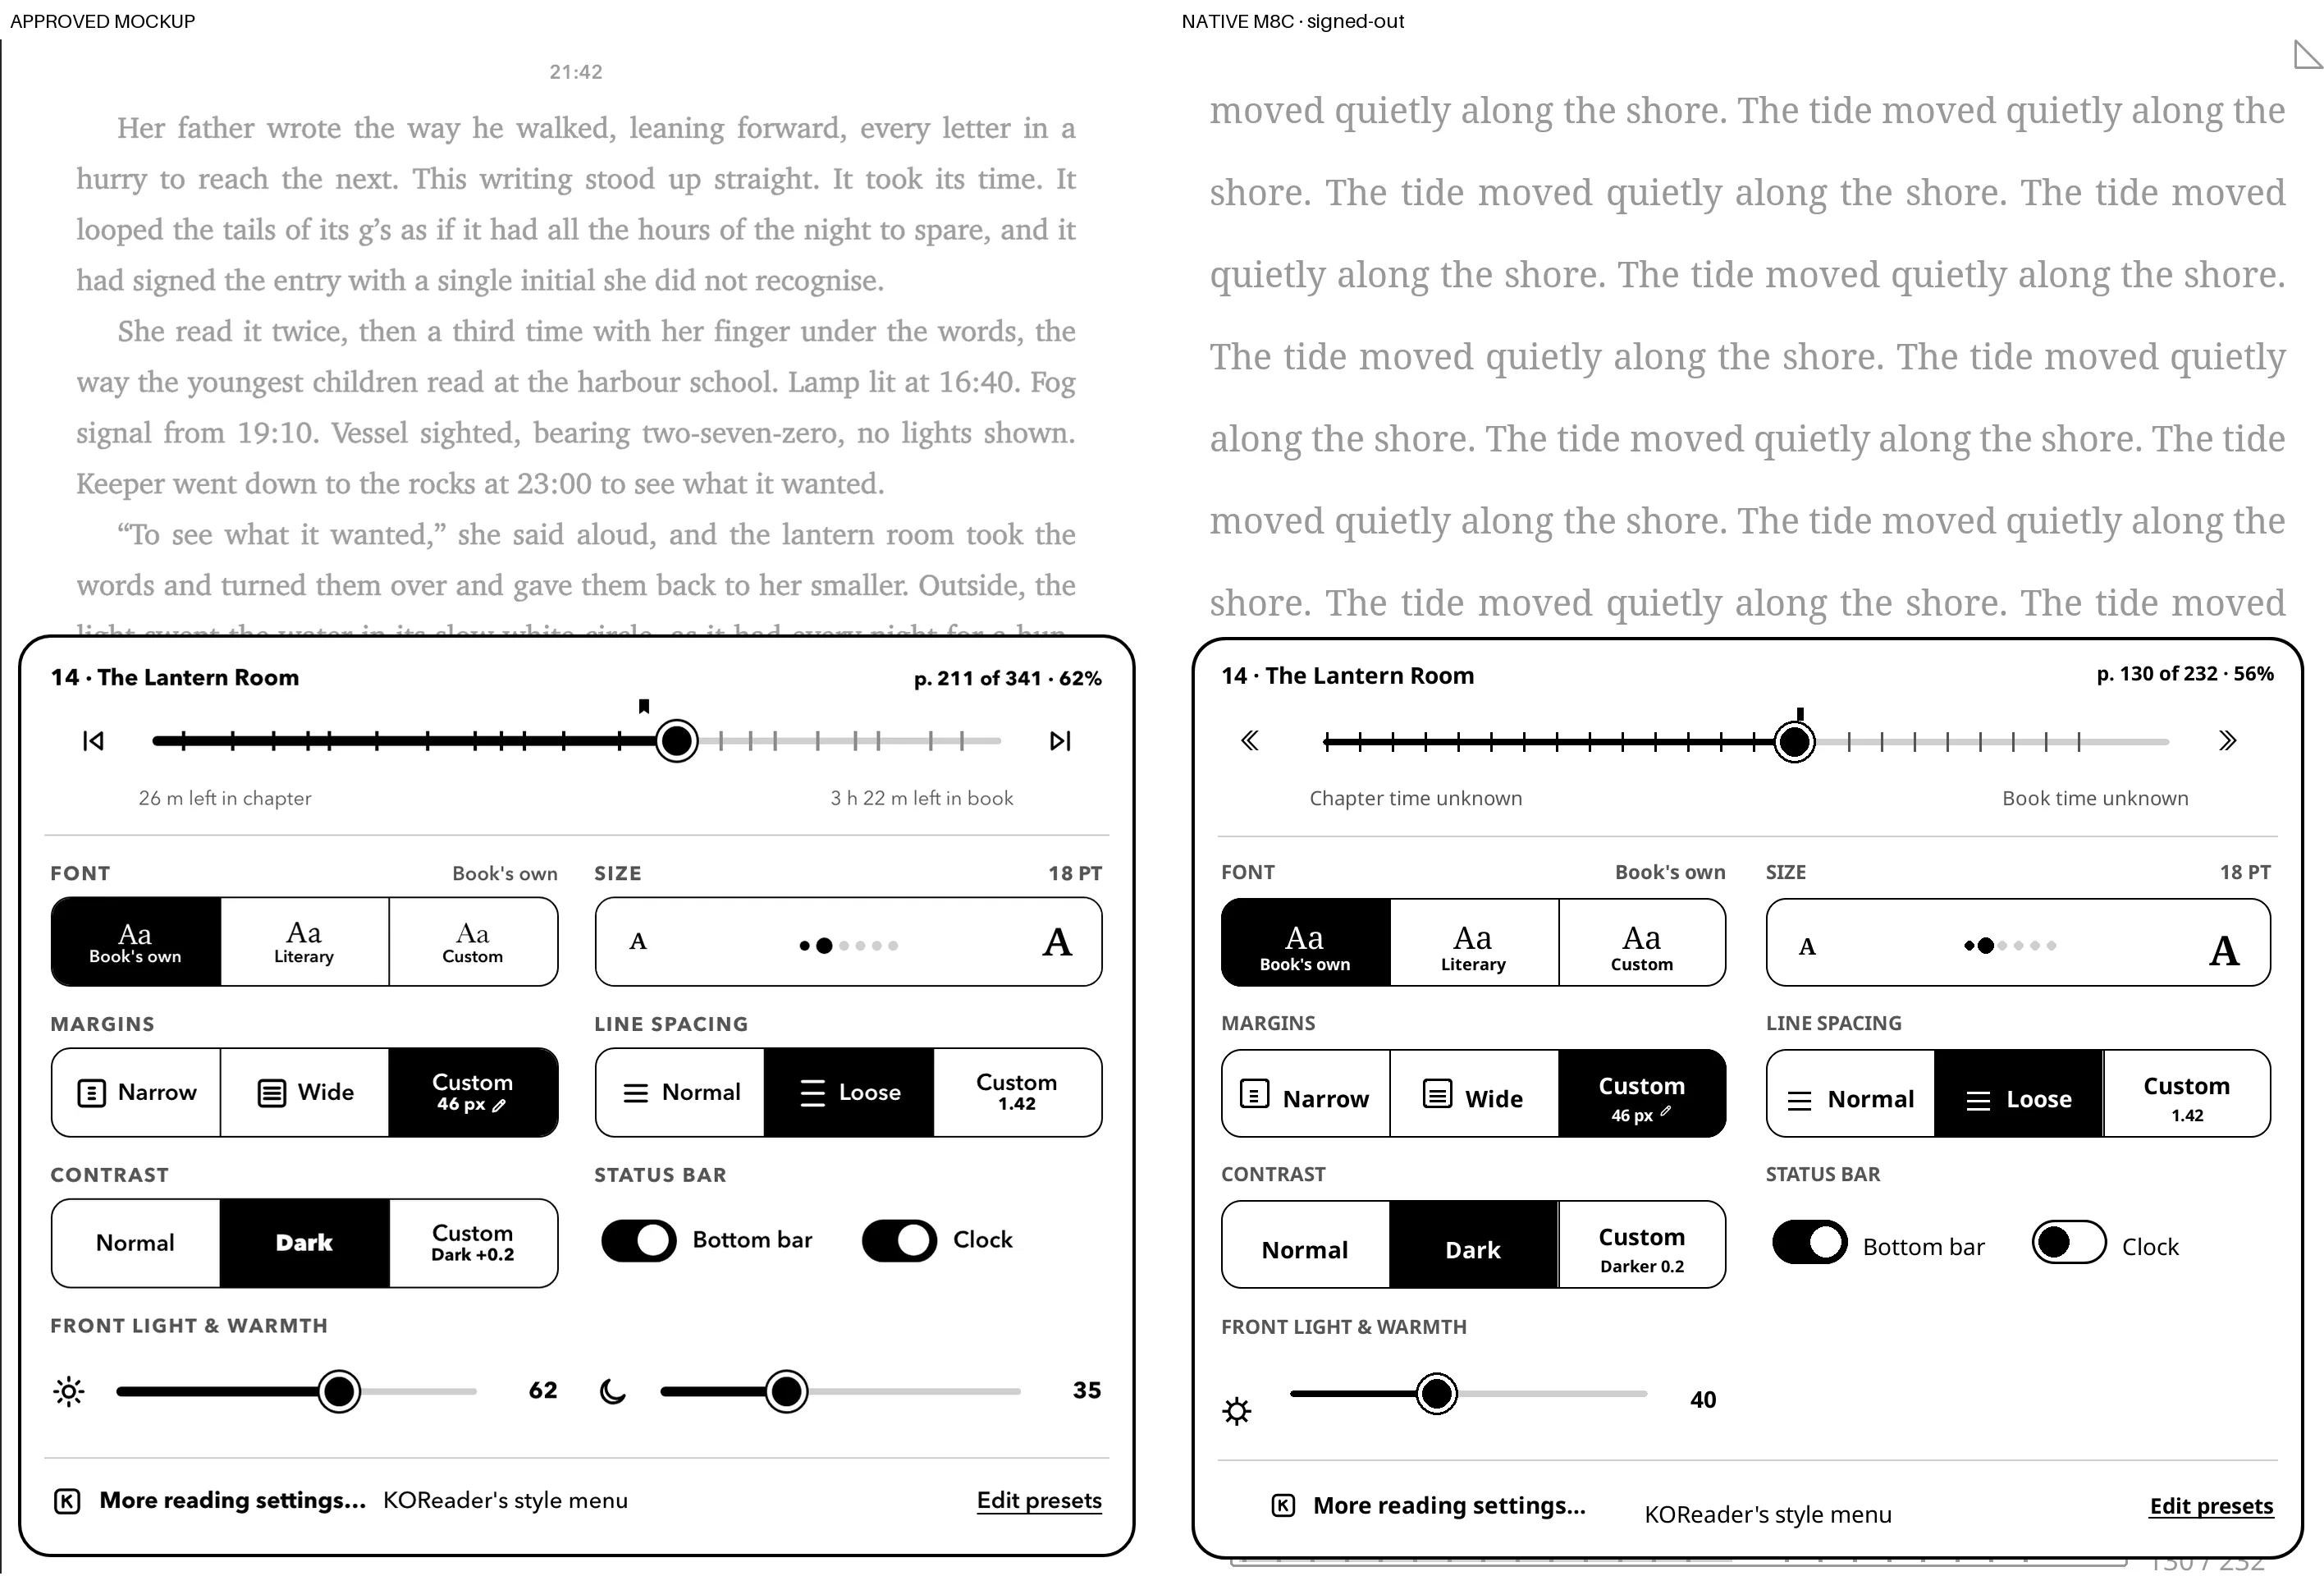 APPROVED MOCKUP
21:42
Her father wrote the way he walked, leaning forward, every letter in a
hurry to reach the next. This writing stood up straight. It took its time. It
looped the tails of its g’s as if it had all the hours of the night to spare, and it
had signed the entry with a single initial she did not recognise.
She read it twice, then a third time with her finger under the words, the
way the youngest children read at the harbour school. Lamp lit at 16:40. Fog
signal from 19:10. Vessel sighted, bearing two-seven-zero, no lights shown.
Keeper went down to the rocks at 23:00 to see what it wanted.
“To see what it wanted,” she said aloud, and the lantern room took the
words and turned them over and gave them back to her smaller. Outside, the
light swept the water in its slow white circle, as it had every night for a hun-
14 · The Lantern Room
p. 211 of 341 · 62%
26 m left in chapter
3 h 22 m left in book
FONT
Book's own
SIZE
18 PT
Aa
Book's own
Aa
Literary
Aa
Custom
A
A
MARGINS
LINE SPACING
Narrow
Wide
Custom
46 px
Normal
Loose
Custom
1.42
CONTRAST
STATUS BAR
Normal
Dark
Custom
Dark +0.2
Bottom bar
Clock
FRONT LIGHT & WARMTH
62
35
K
More reading settings...
KOReader's style menu
Edit presets
NATIVE M8C · signed-out
moved quietly along the shore. The tide moved quietly along the
shore. The tide moved quietly along the shore. The tide moved
quietly along the shore. The tide moved quietly along the shore.
The tide moved quietly along the shore. The tide moved quietly
along the shore. The tide moved quietly along the shore. The tide
moved quietly along the shore. The tide moved quietly along the
shore. The tide moved quietly along the shore. The tide moved
14 · The Lantern Room
p. 130 of 232 · 56%
Chapter time unknown
Book time unknown
FONT
Book's own
SIZE
18 PT
Aa
Book's own
Aa
Literary
Aa
Custom
A
A
MARGINS
LINE SPACING
Narrow
Wide
Custom
46 px
Normal
Loose
Custom
1.42
CONTRAST
STATUS BAR
Normal
Dark
Custom
Darker 0.2
Bottom bar
Clock
FRONT LIGHT & WARMTH
40
K
More reading settings...
KOReader's style menu
Edit presets
130 / 232